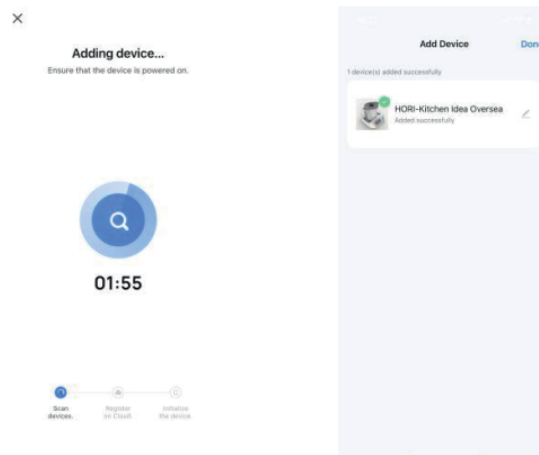 Adding device...
Ensure that the device is powered on.
01:55
Scan devices.
Register on Cloud.
Initialize the device.
Add Device
Don
1 device(s) added successfully
HORI-Kitchen Idea Oversea
Added successfully